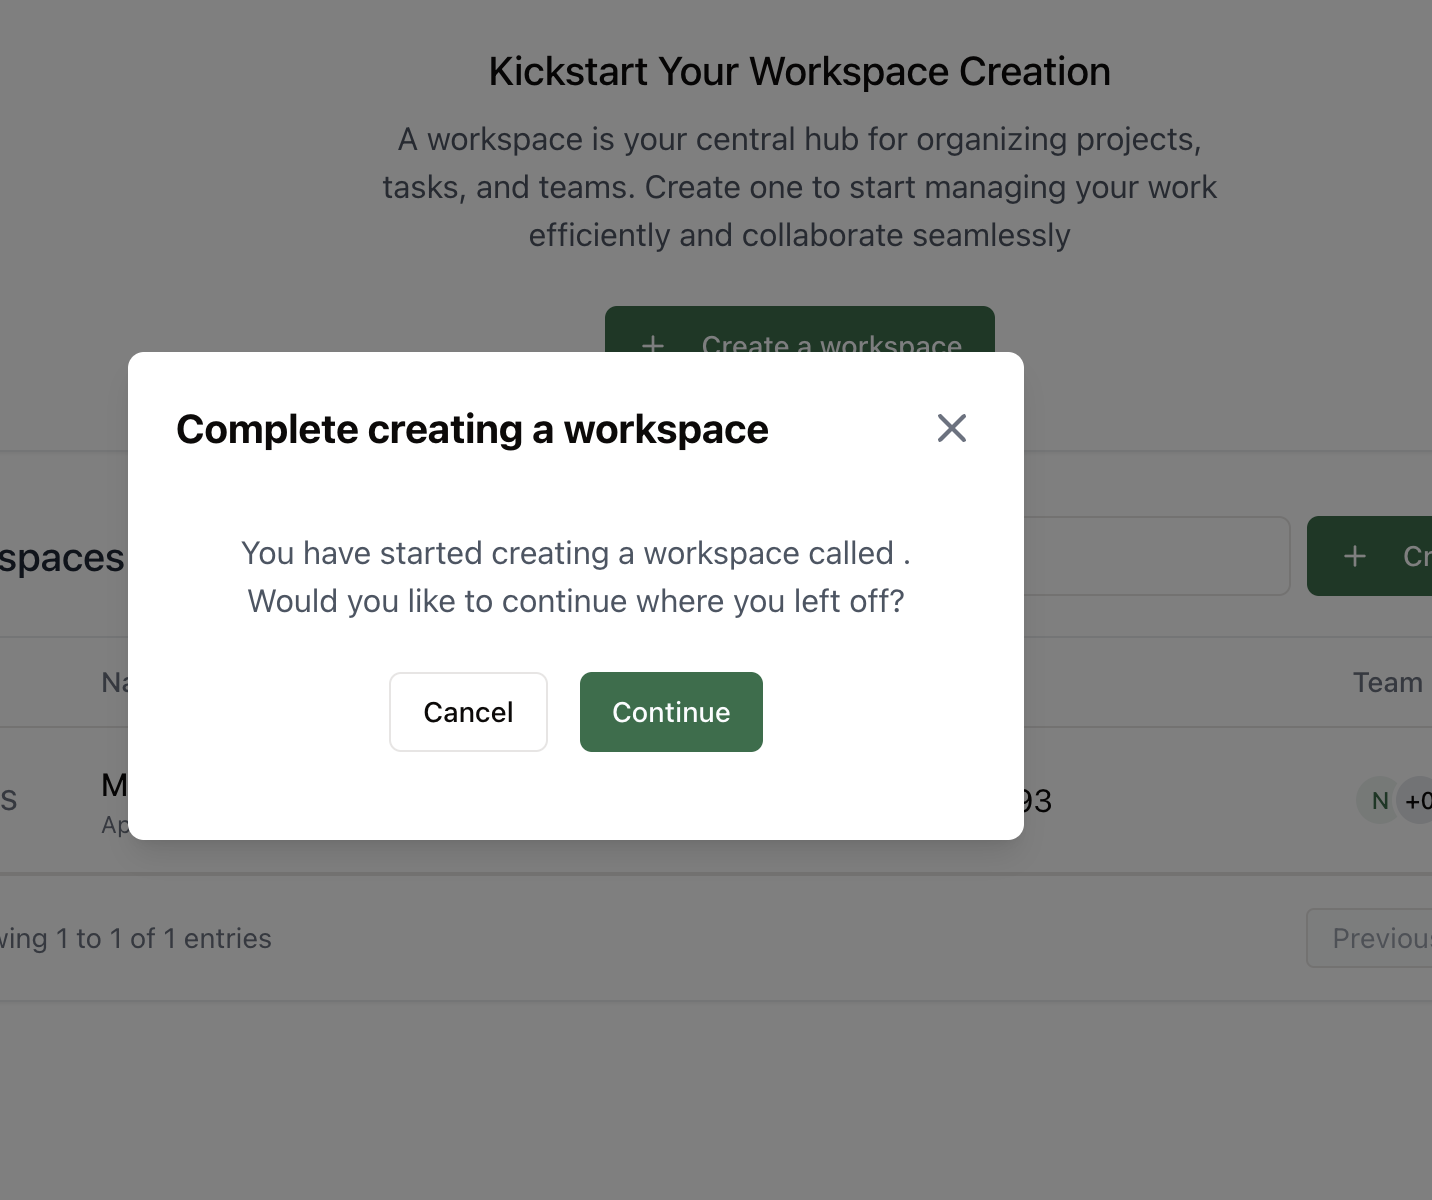 Kickstart Your Workspace Creation
A workspace is your central hub for organizing projects,
tasks, and teams. Create one to start managing your work
efficiently and collaborate seamlessly
+ Create a workspace
Complete creating a workspace
You have started creating a workspace called .
Would you like to continue where you left off?
Cancel
Continue
spaces
+ Cr
Na
Team
S
M
Ap
93
N
+0
wing 1 to 1 of 1 entries
Previous